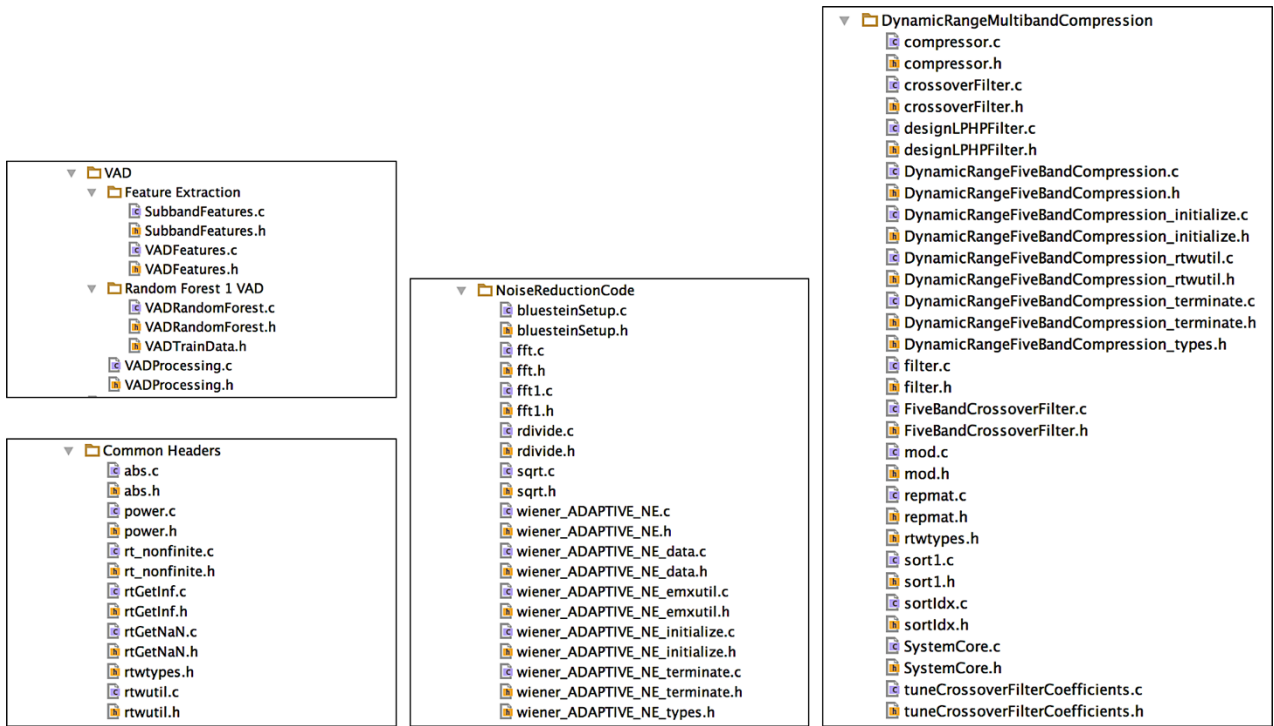 VAD
Feature Extraction
SubbandFeatures.c
SubbandFeatures.h
VADFeatures.c
VADFeatures.h
Random Forest 1 VAD
VADRandomForest.c
VADRandomForest.h
VADTrainData.h
VADProcessing.c
VADProcessing.h
Common Headers
abs.c
abs.h
power.c
power.h
rt_nonfinite.c
rt_nonfinite.h
rtGetInf.c
rtGetInf.h
rtGetNaN.c
rtGetNaN.h
rtwtypes.h
rtwutil.c
rtwutil.h
NoiseReductionCode
bluesteinSetup.c
bluesteinSetup.h
fft.c
fft.h
fft1.c
fft1.h
rdivide.c
rdivide.h
sqrt.c
sqrt.h
wiener_ADAPTIVE_NE.c
wiener_ADAPTIVE_NE.h
wiener_ADAPTIVE_NE_data.c
wiener_ADAPTIVE_NE_data.h
wiener_ADAPTIVE_NE_emxutil.c
wiener_ADAPTIVE_NE_emxutil.h
wiener_ADAPTIVE_NE_initialize.c
wiener_ADAPTIVE_NE_initialize.h
wiener_ADAPTIVE_NE_terminate.c
wiener_ADAPTIVE_NE_terminate.h
wiener_ADAPTIVE_NE_types.h
DynamicRangeMultibandCompression
compressor.c
compressor.h
crossoverFilter.c
crossoverFilter.h
designLPHPFilter.c
designLPHPFilter.h
DynamicRangeFiveBandCompression.c
DynamicRangeFiveBandCompression.h
DynamicRangeFiveBandCompression_initialize.c
DynamicRangeFiveBandCompression_initialize.h
DynamicRangeFiveBandCompression_rtwutil.c
DynamicRangeFiveBandCompression_rtwutil.h
DynamicRangeFiveBandCompression_terminate.c
DynamicRangeFiveBandCompression_terminate.h
DynamicRangeFiveBandCompression_types.h
filter.c
filter.h
FiveBandCrossoverFilter.c
FiveBandCrossoverFilter.h
mod.c
mod.h
repmat.c
repmat.h
rtwtypes.h
sort1.c
sort1.h
sortIdx.c
sortIdx.h
SystemCore.c
SystemCore.h
tuneCrossoverFilterCoefficients.c
tuneCrossoverFilterCoefficients.h